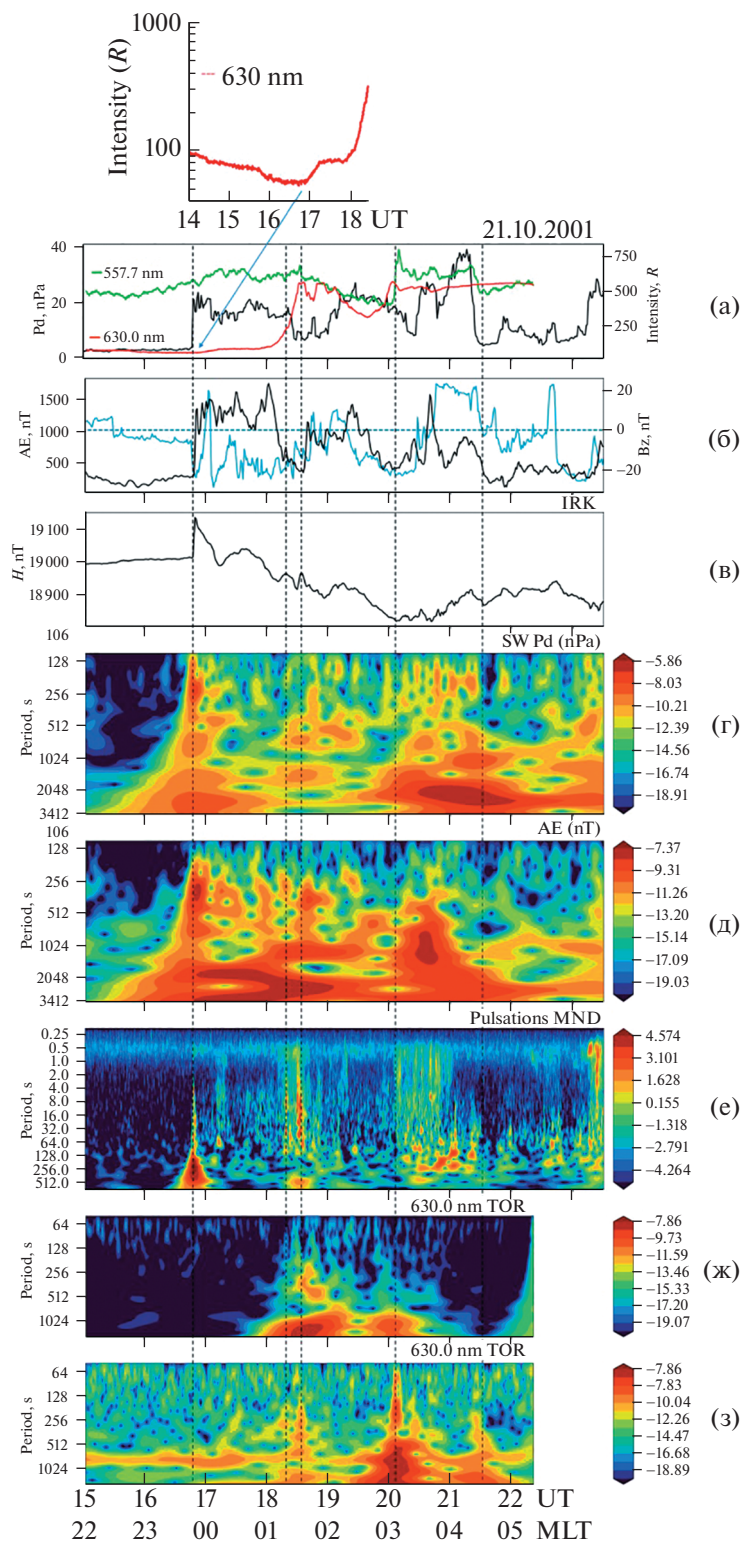 1000
Intensity (R)
630 nm
100
14 15 16 17 18 UT
21.10.2001
40
20
0
Pd, nPa
557.7 nm
630.0 nm
750
500
250
Intensity, R
(а)
1500
1000
500
AE, nT
20
0
−20
Bz, nT
(б)
IRK
19100
19000
18900
H, nT
(в)
SW Pd (nPa)
106
128
256
512
1024
2048
3412
Period, s
−5.86
−8.03
−10.21
−12.39
−14.56
−16.74
−18.91
(г)
AE (nT)
106
128
256
512
1024
2048
3412
Period, s
−7.37
−9.31
−11.26
−13.20
−15.14
−17.09
−19.03
(д)
Pulsations MND
0.25
0.5
1.0
2.0
4.0
8.0
16.0
32.0
64.0
128.0
256.0
512.0
Period, s
4.574
3.101
1.628
0.155
−1.318
−2.791
−4.264
(е)
630.0 nm TOR
64
128
256
512
1024
Period, s
−7.86
−9.73
−11.59
−13.46
−15.33
−17.20
−19.07
(ж)
630.0 nm TOR
64
128
256
512
1024
Period, s
−7.86
−7.83
−10.04
−12.26
−14.47
−16.68
−18.89
(з)
15 16 17 18 19 20 21 22 UT
22 23 00 01 02 03 04 05 MLT